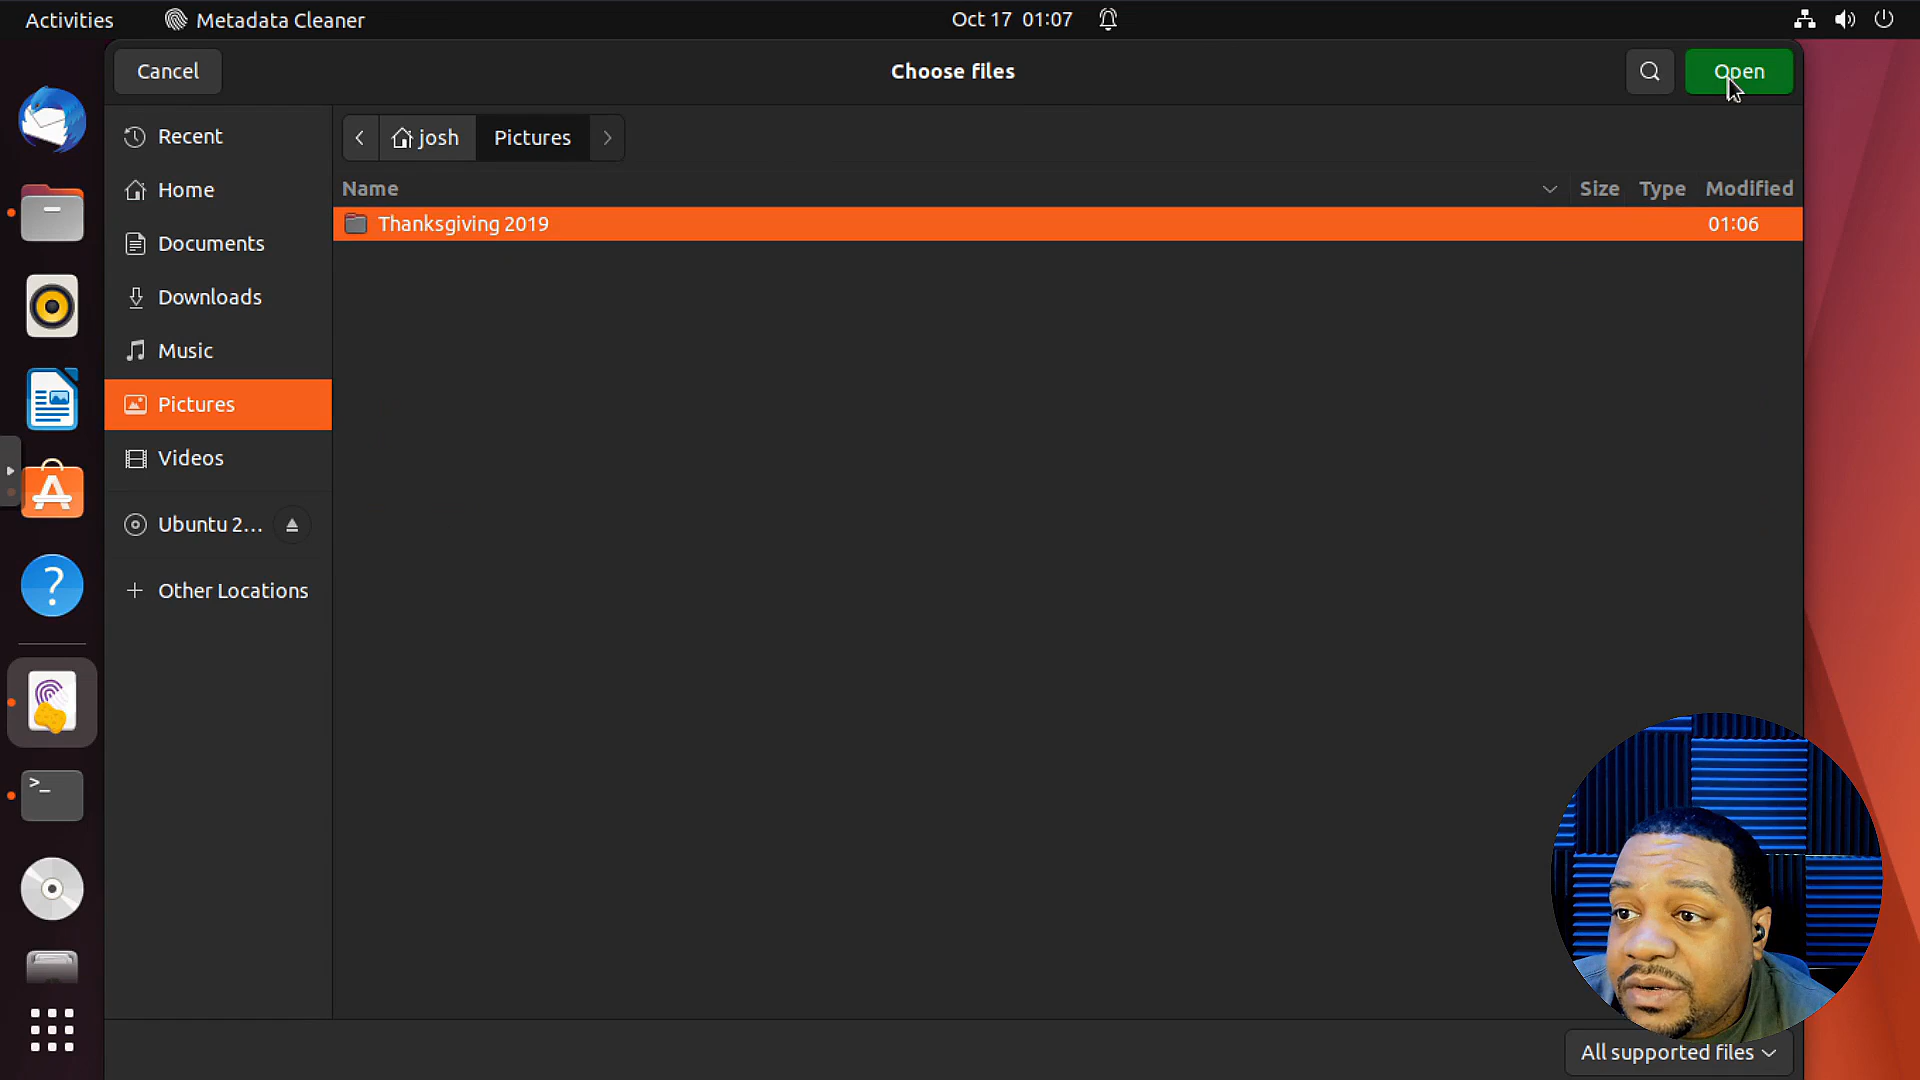 Activities Metadata Cleaner Oct 17 01:07
Cancel Choose files Open
Recent
josh Pictures
Home
Name Size Type Modified
Thanksgiving 2019 01:06
Documents
Downloads
Music
Pictures
Videos
Ubuntu 2...
Other Locations
All supported files